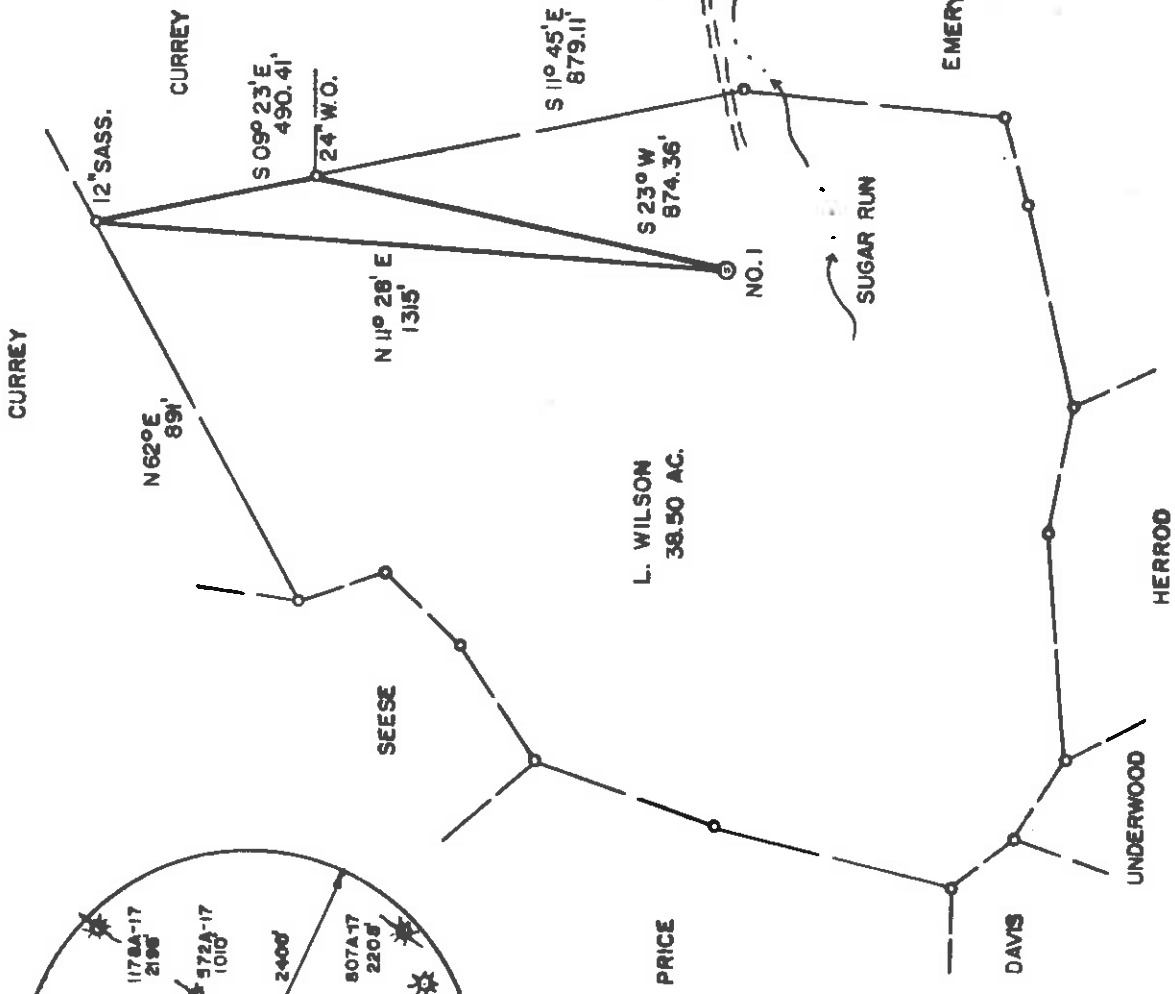 CURREY
CURREY
12" SASS.
S 09° 23' E
490.41'
24" W.O.
N 62° E
891'
N 11° 28' E
1315'
S 11° 45' E
879.11'
S 23° W
874.36'
NO. 1
SUGAR RUN
EMERY
L. WILSON
38.50 AC.
SEESE
1178A-17
2196'
572A-17
1010'
2400'
807A-17
2208'
PRICE
DAVIS
UNDERWOOD
HERROD